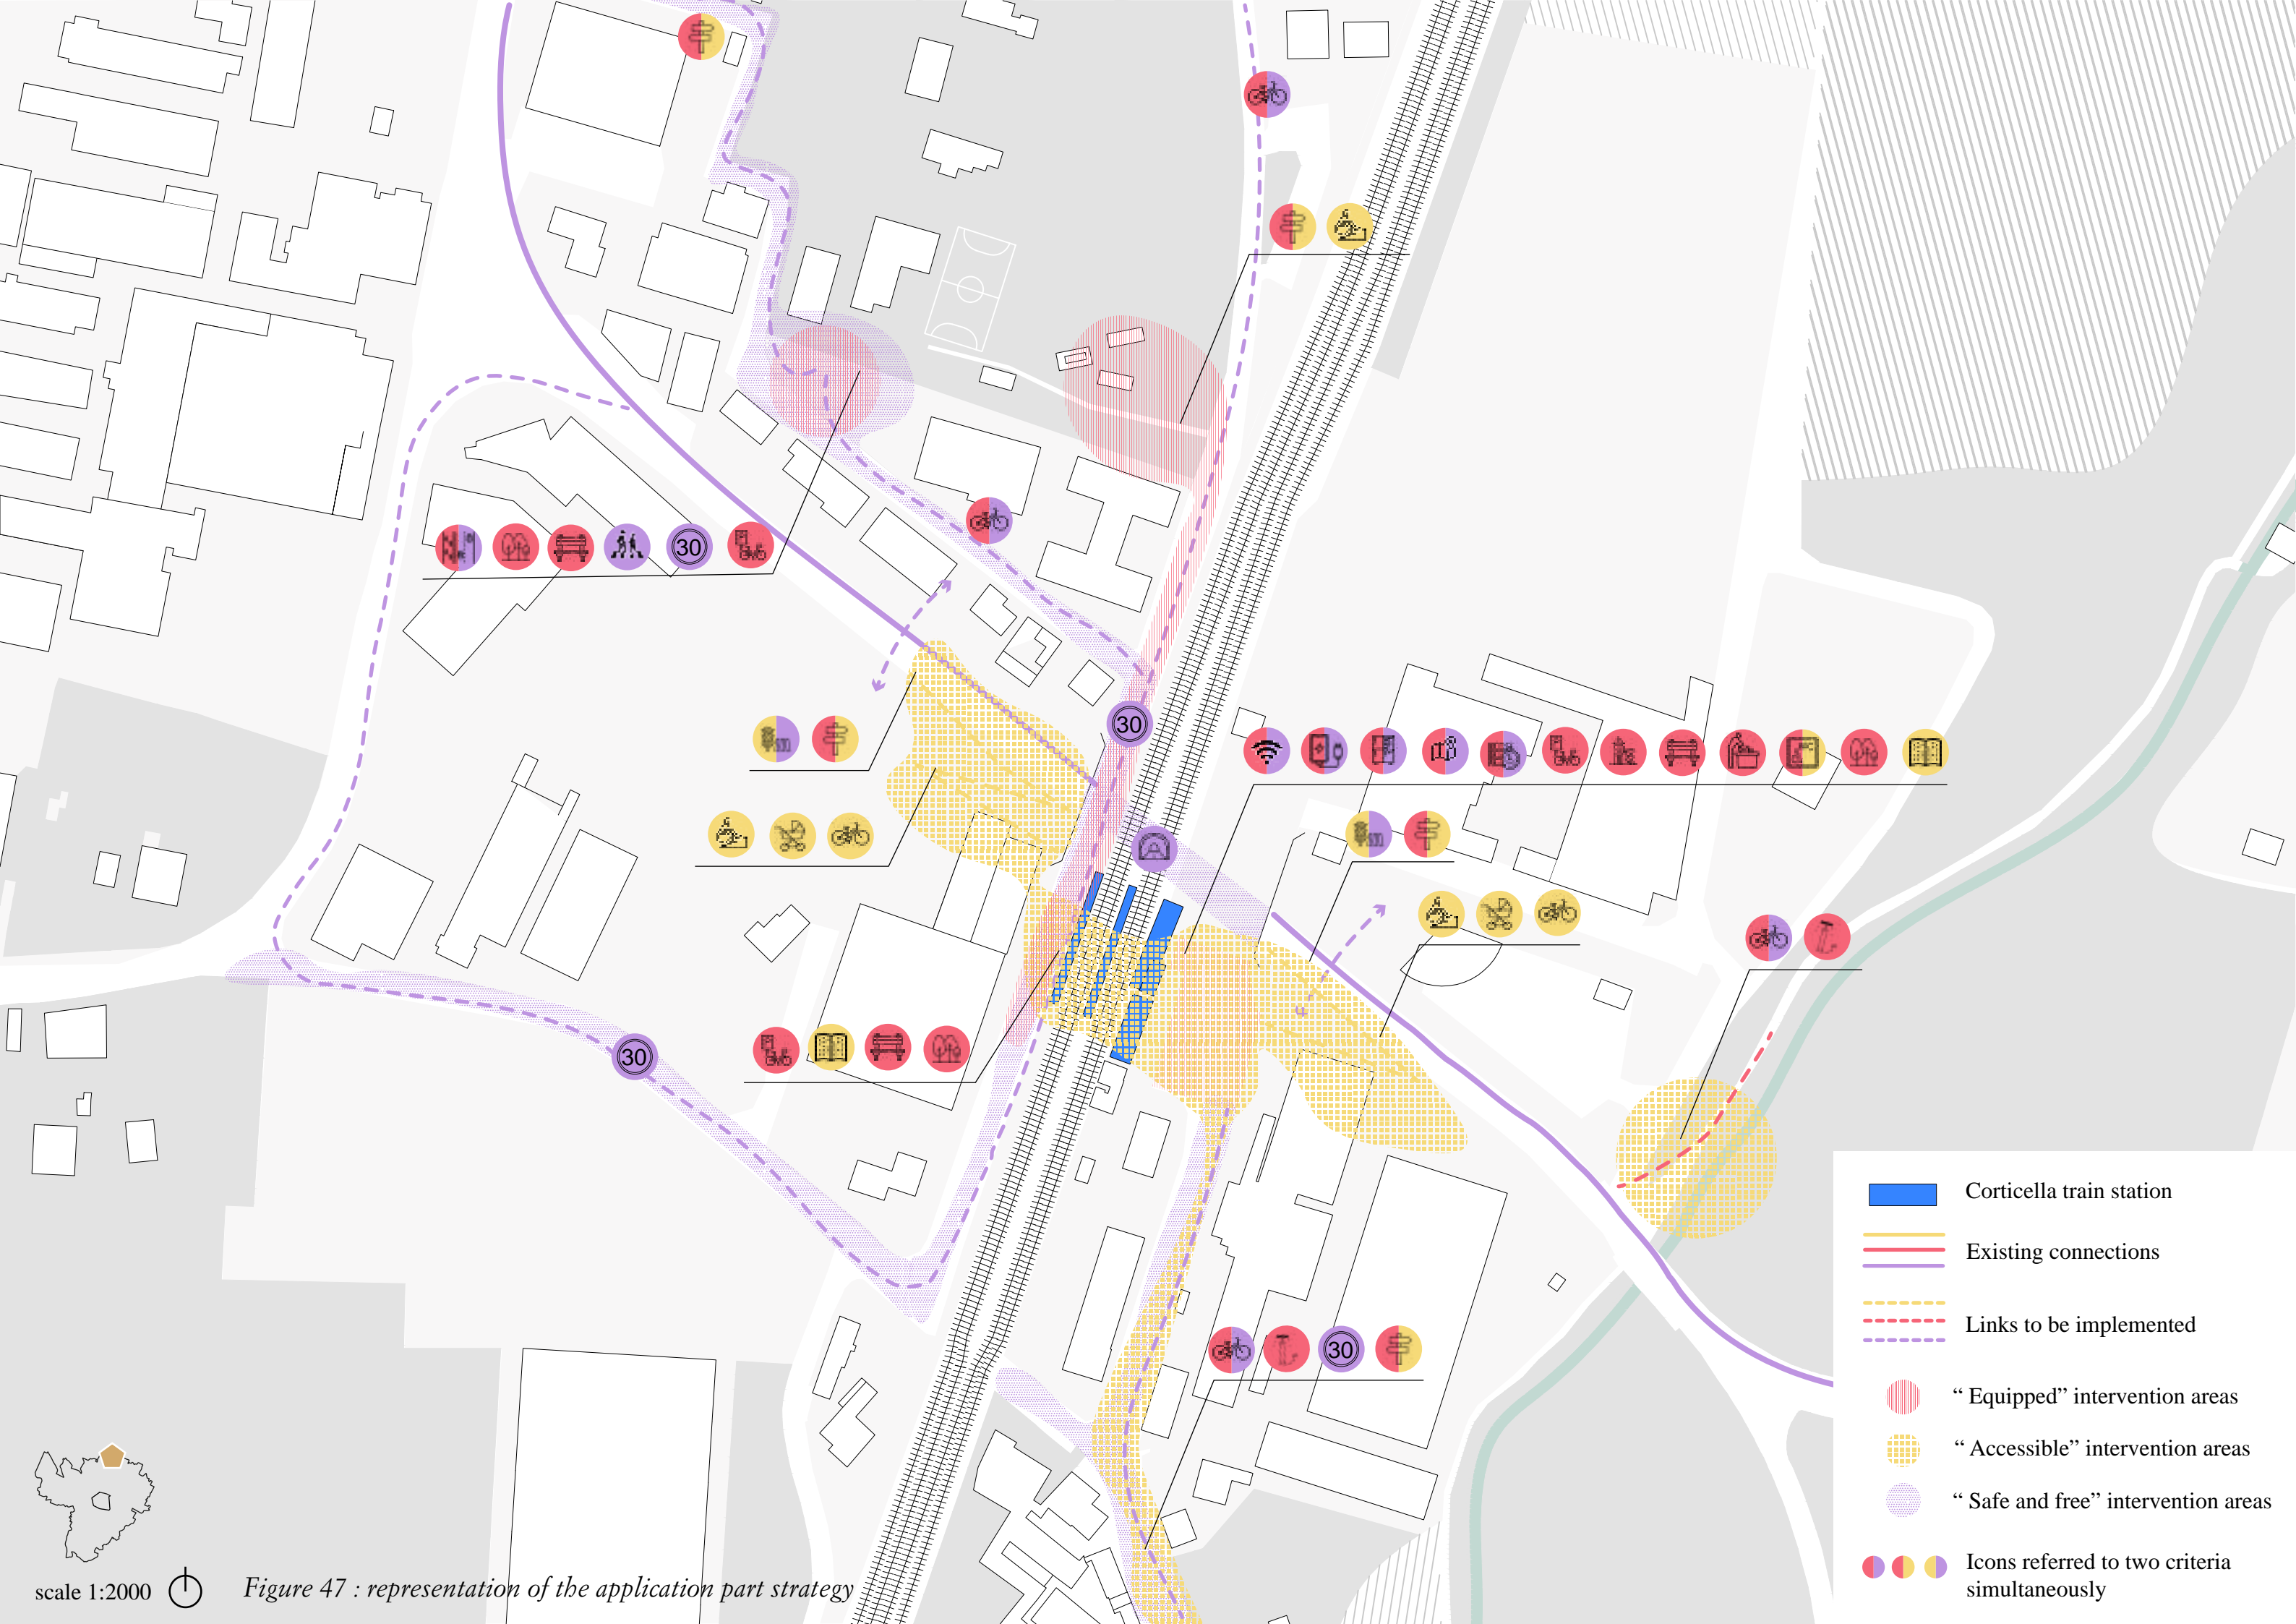 30
30
30
30
Corticella train station
Existing connections
Links to be implemented
“ Equipped” intervention areas
“ Accessible” intervention areas
“ Safe and free” intervention areas
Icons referred to two criteria
simultaneously
scale 1:2000
Figure 47 : representation of the application part strategy